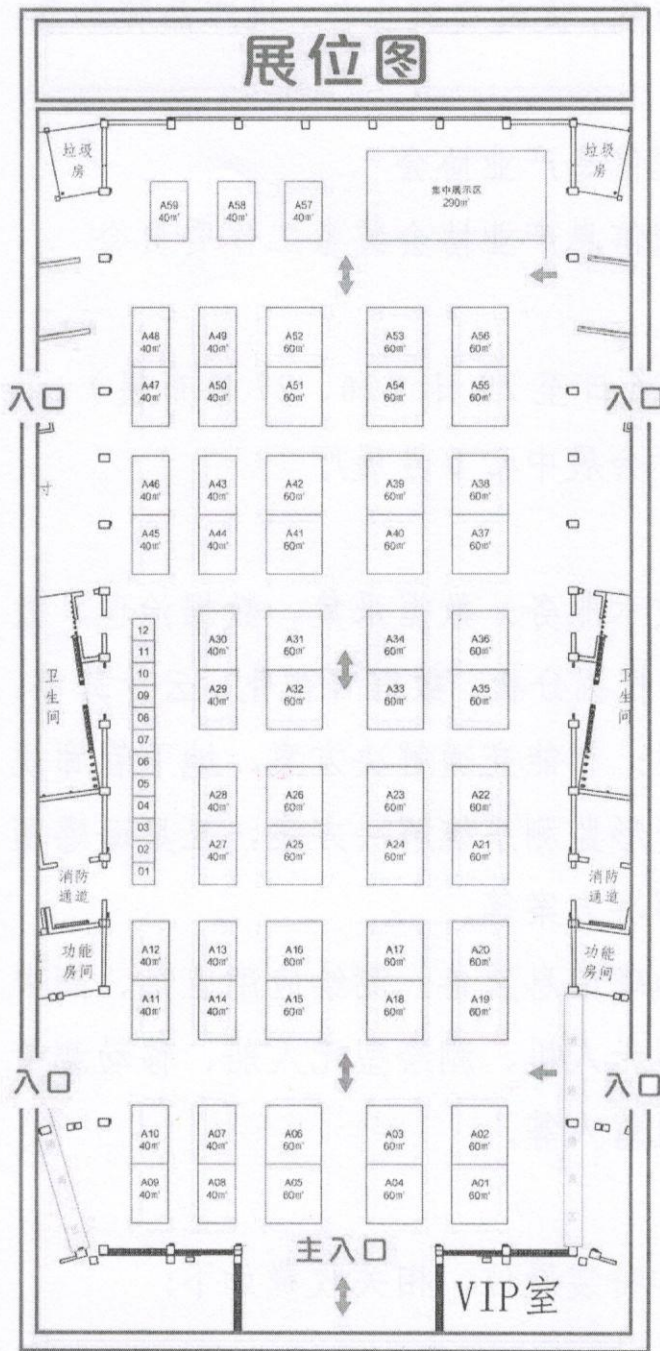 展位图
垃圾
房
垃圾
房
A59
40㎡
A58
40㎡
A57
40㎡
集中展示区
290㎡
A48
40㎡
A49
40㎡
A52
60㎡
A53
60㎡
A56
60㎡
A47
40㎡
A50
40㎡
A51
60㎡
A54
60㎡
A55
60㎡
入口
入口
A46
40㎡
A43
40㎡
A42
60㎡
A39
60㎡
A38
60㎡
A45
40㎡
A44
40㎡
A41
60㎡
A40
60㎡
A37
60㎡
A30
40㎡
A31
60㎡
A34
60㎡
A36
60㎡
A29
40㎡
A32
60㎡
A33
60㎡
A35
60㎡
12
11
10
09
06
07
06
05
04
03
02
01
卫生间
卫生间
A28
40㎡
A26
60㎡
A23
60㎡
A22
60㎡
A27
40㎡
A25
60㎡
A24
60㎡
A21
60㎡
消防
通道
消防
通道
功能
房间
功能
房间
A12
40㎡
A13
40㎡
A16
60㎡
A17
60㎡
A20
60㎡
A11
40㎡
A14
40㎡
A15
60㎡
A18
60㎡
A19
60㎡
入口
入口
A10
40㎡
A07
40㎡
A06
60㎡
A03
60㎡
A02
60㎡
A09
40㎡
A08
40㎡
A05
60㎡
A04
60㎡
A01
60㎡
主入口
VIP室